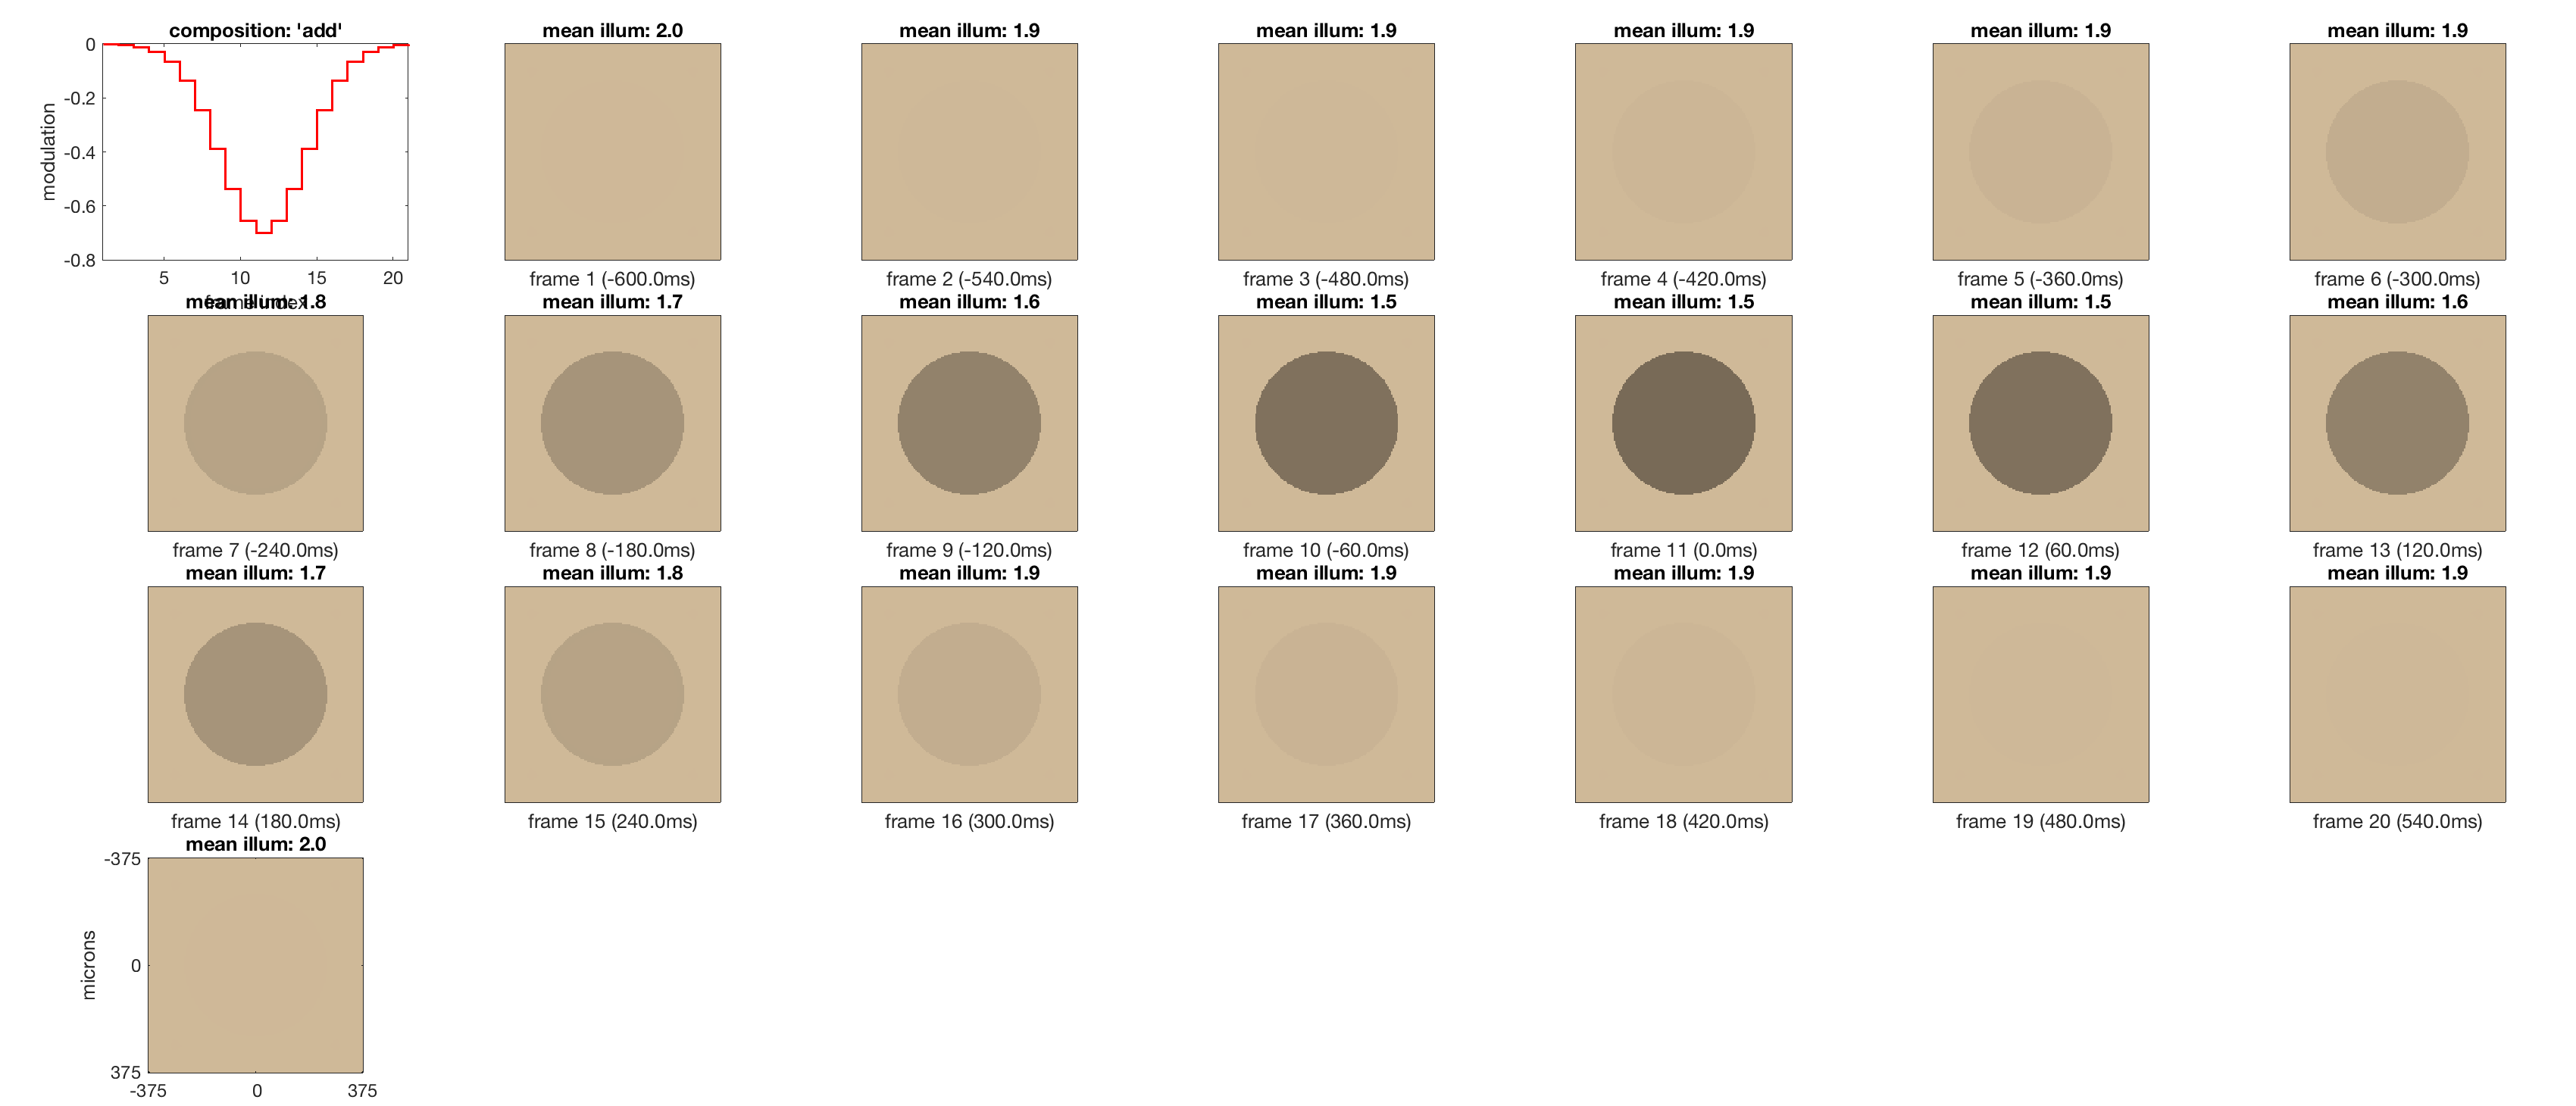 composition: 'add'
mean illum: 2.0
mean illum: 1.9
mean illum: 1.9
mean illum: 1.9
mean illum: 1.9
mean illum: 1.9
modulation
0
-0.2
-0.4
-0.6
-0.8
5 10 15 20
frame index
frame 1 (-600.0ms)
frame 2 (-540.0ms)
frame 3 (-480.0ms)
frame 4 (-420.0ms)
frame 5 (-360.0ms)
frame 6 (-300.0ms)
mean illum: 1.8
mean illum: 1.7
mean illum: 1.6
mean illum: 1.5
mean illum: 1.5
mean illum: 1.5
mean illum: 1.6
frame 7 (-240.0ms)
frame 8 (-180.0ms)
frame 9 (-120.0ms)
frame 10 (-60.0ms)
frame 11 (0.0ms)
frame 12 (60.0ms)
frame 13 (120.0ms)
mean illum: 1.7
mean illum: 1.8
mean illum: 1.9
mean illum: 1.9
mean illum: 1.9
mean illum: 1.9
mean illum: 1.9
frame 14 (180.0ms)
frame 15 (240.0ms)
frame 16 (300.0ms)
frame 17 (360.0ms)
frame 18 (420.0ms)
frame 19 (480.0ms)
frame 20 (540.0ms)
mean illum: 2.0
microns
-375
0
375
-375 0 375